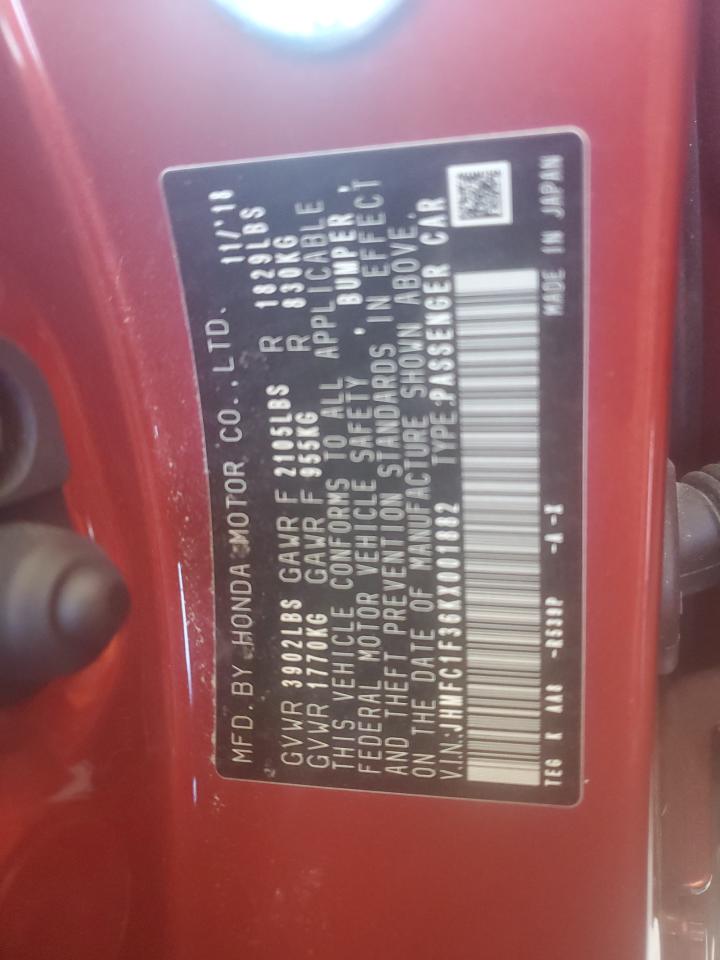 MFD.BY HONDA MOTOR CO.,LTD. 11/'18
GVWR 3902LBS GAWR F 2105LBS R 1829LBS
GVWR 1770KG GAWR F 955KG R 830KG
THIS VEHICLE CONFORMS TO ALL APPLICABLE
FEDERAL MOTOR VEHICLE SAFETY , BUMPER ,
AND THEFT PREVENTION STANDARDS IN EFFECT
ON THE DATE OF MANUFACTURE SHOWN ABOVE.
V.I.N:JHMFC1F36KX001882 TYPE:PASSENGER CAR
TEG K AA8 -R539P -A-X MADE IN JAPAN